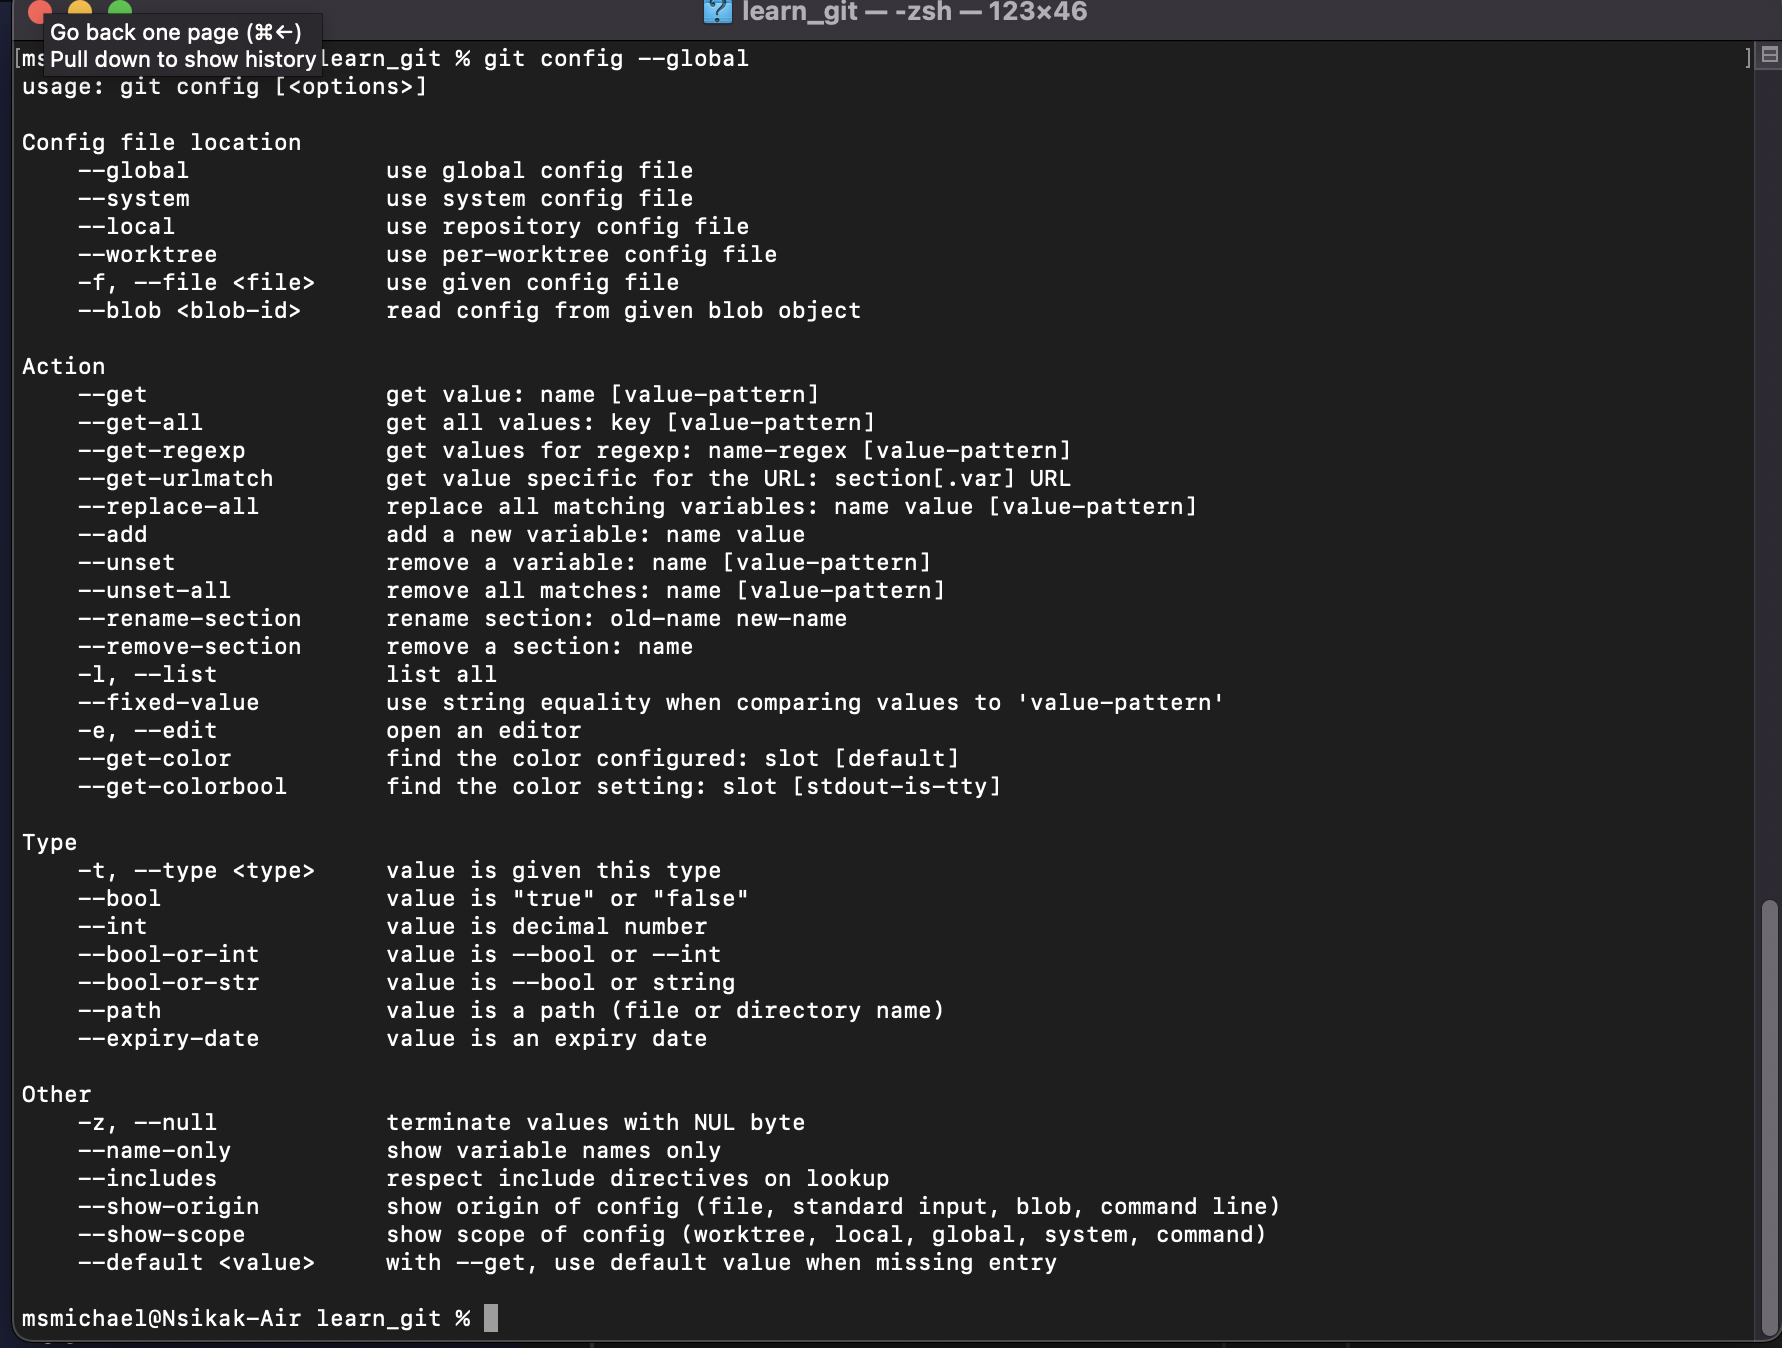 learn_git — -zsh — 123×46
Go back one page (⌘←)
Pull down to show history
[ms learn_git % git config --global ]
usage: git config [<options>]
Config file location
--global use global config file
--system use system config file
--local use repository config file
--worktree use per-worktree config file
-f, --file <file> use given config file
--blob <blob-id> read config from given blob object
Action
--get get value: name [value-pattern]
--get-all get all values: key [value-pattern]
--get-regexp get values for regexp: name-regex [value-pattern]
--get-urlmatch get value specific for the URL: section[.var] URL
--replace-all replace all matching variables: name value [value-pattern]
--add add a new variable: name value
--unset remove a variable: name [value-pattern]
--unset-all remove all matches: name [value-pattern]
--rename-section rename section: old-name new-name
--remove-section remove a section: name
-l, --list list all
--fixed-value use string equality when comparing values to 'value-pattern'
-e, --edit open an editor
--get-color find the color configured: slot [default]
--get-colorbool find the color setting: slot [stdout-is-tty]
Type
-t, --type <type> value is given this type
--bool value is "true" or "false"
--int value is decimal number
--bool-or-int value is --bool or --int
--bool-or-str value is --bool or string
--path value is a path (file or directory name)
--expiry-date value is an expiry date
Other
-z, --null terminate values with NUL byte
--name-only show variable names only
--includes respect include directives on lookup
--show-origin show origin of config (file, standard input, blob, command line)
--show-scope show scope of config (worktree, local, global, system, command)
--default <value> with --get, use default value when missing entry
msmichael@Nsikak-Air learn_git %